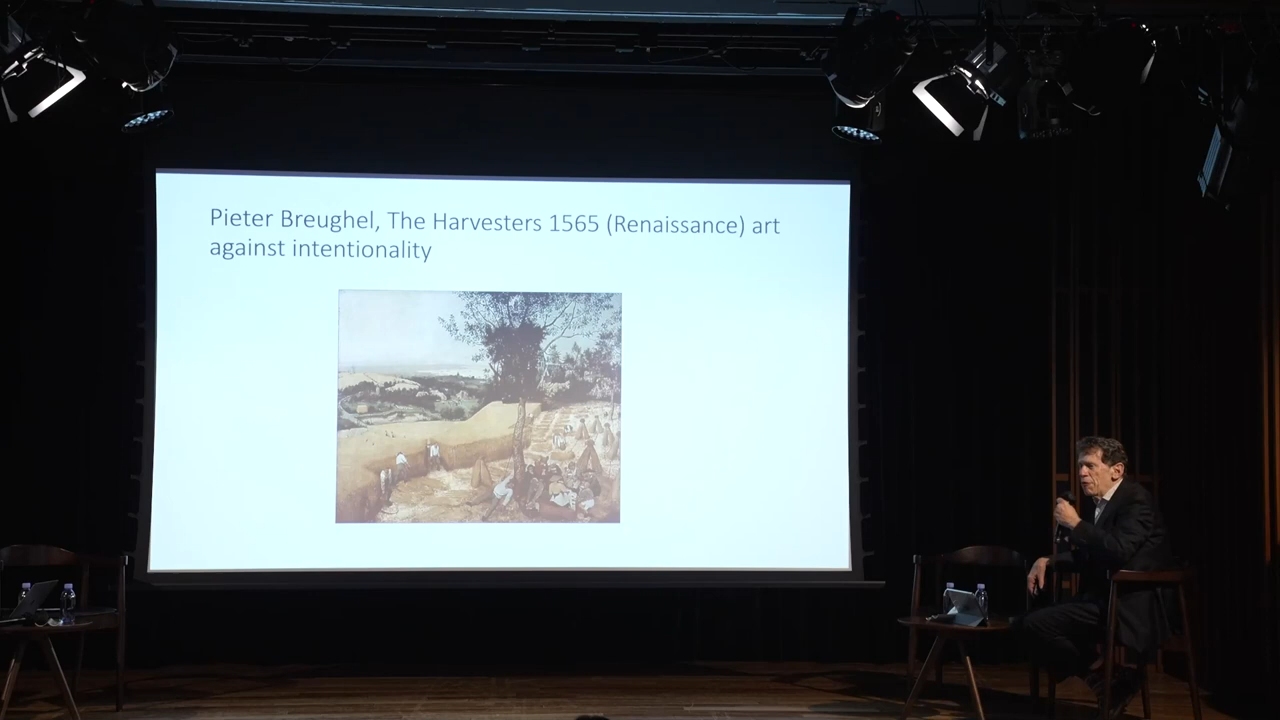 Pieter Breughel, The Harvesters 1565 (Renaissance) art
against intentionality